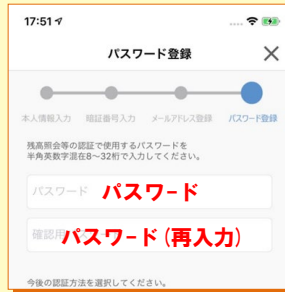 17:51
パスワード登録
本人情報入力 暗証番号入力 メールアドレス登録 パスワード登録
残高照会等の認証で使用するパスワードを
半角英数字混在8〜32桁で入力してください。
パスワード パスワード
確認用 パスワード(再入力)
今後の認証方法を選択してください。